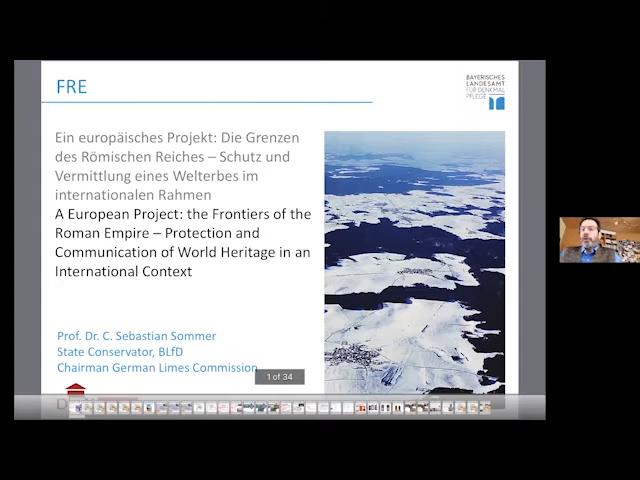 FRE
BAYERISCHES
LANDESAMT
FÜR DENKMAL
PFLEGE
Ein europäisches Projekt: Die Grenzen
des Römischen Reiches – Schutz und
Vermittlung eines Welterbes im
internationalen Rahmen
A European Project: the Frontiers of the
Roman Empire – Protection and
Communication of World Heritage in an
International Context
Prof. Dr. C. Sebastian Sommer
State Conservator, BLfD
Chairman German Limes Commission
1 of 34